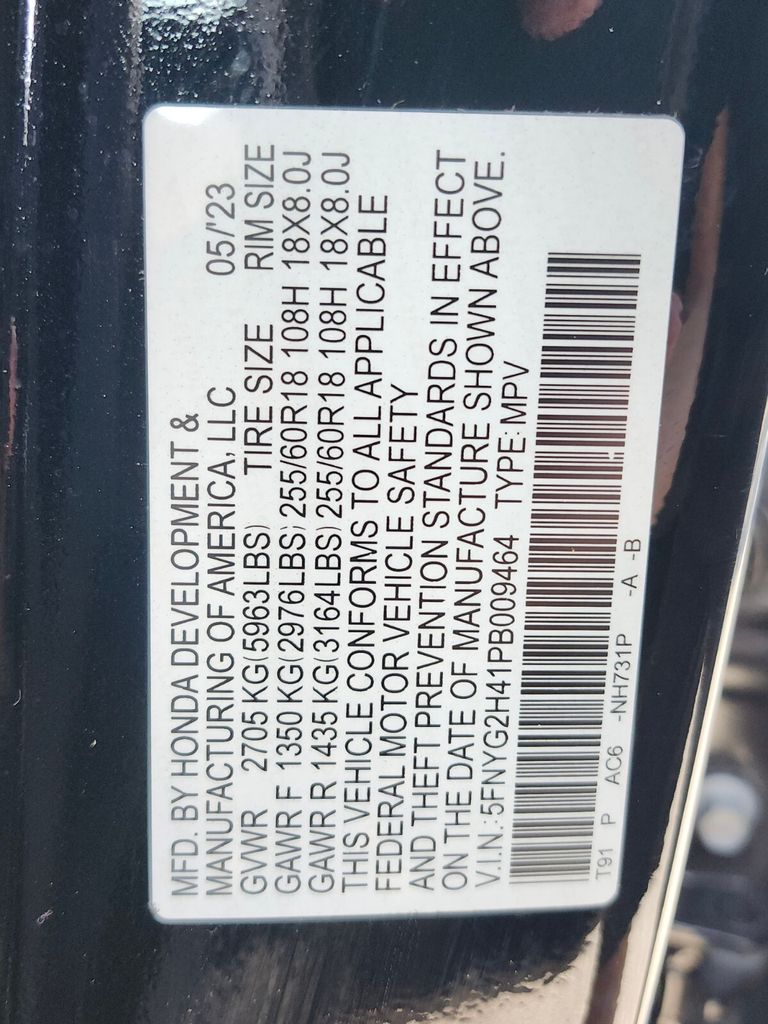 MFD. BY HONDA DEVELOPMENT &
MANUFACTURING OF AMERICA, LLC 05/'23
GVWR 2705 KG(5963LBS) TIRE SIZE RIM SIZE
GAWR F 1350 KG(2976LBS) 255/60R18 108H 18X8.0J
GAWR R 1435 KG(3164LBS) 255/60R18 108H 18X8.0J
THIS VEHICLE CONFORMS TO ALL APPLICABLE
FEDERAL MOTOR VEHICLE SAFETY
AND THEFT PREVENTION STANDARDS IN EFFECT
ON THE DATE OF MANUFACTURE SHOWN ABOVE.
V.I.N.: 5FNYG2H41PB009464 TYPE: MPV
T91 P AC6 -NH731P -A -B